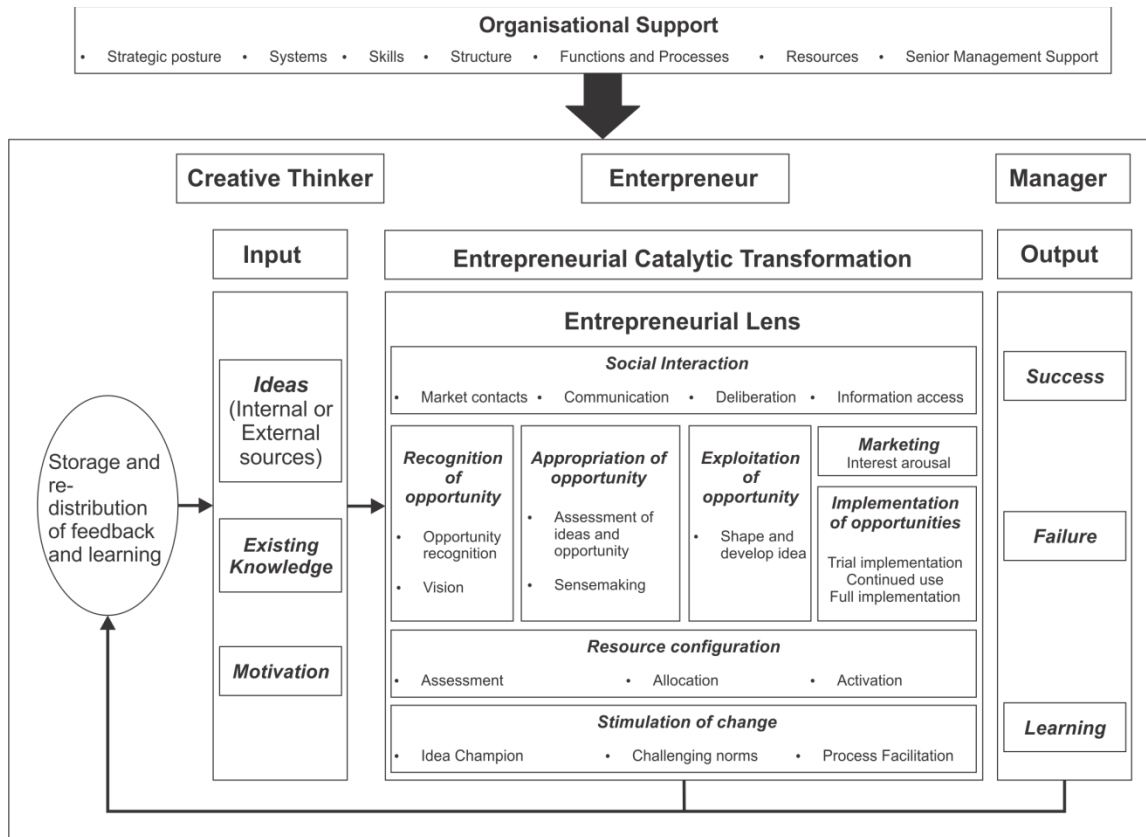 Organisational Support
• Strategic posture • Systems • Skills • Structure • Functions and Processes • Resources • Senior Management Support
Creative Thinker
Enterpreneur
Manager
Input
Entrepreneurial Catalytic Transformation
Output
Storage and
re-
distribution
of feedback
and learning
Ideas
(Internal or
External
sources)
Existing
Knowledge
Motivation
Entrepreneurial Lens
Social Interaction
• Market contacts • Communication • Deliberation • Information access
Recognition
of
opportunity
• Opportunity
recognition
• Vision
Appropriation of
opportunity
• Assessment of
ideas and
opportunity
• Sensemaking
Exploitation
of
opportunity
• Shape and
develop idea
Marketing
Interest arousal
Implementation
of opportunities
Trial implementation
Continued use
Full implementation
Resource configuration
• Assessment • Allocation • Activation
Stimulation of change
• Idea Champion • Challenging norms • Process Facilitation
Success
Failure
Learning